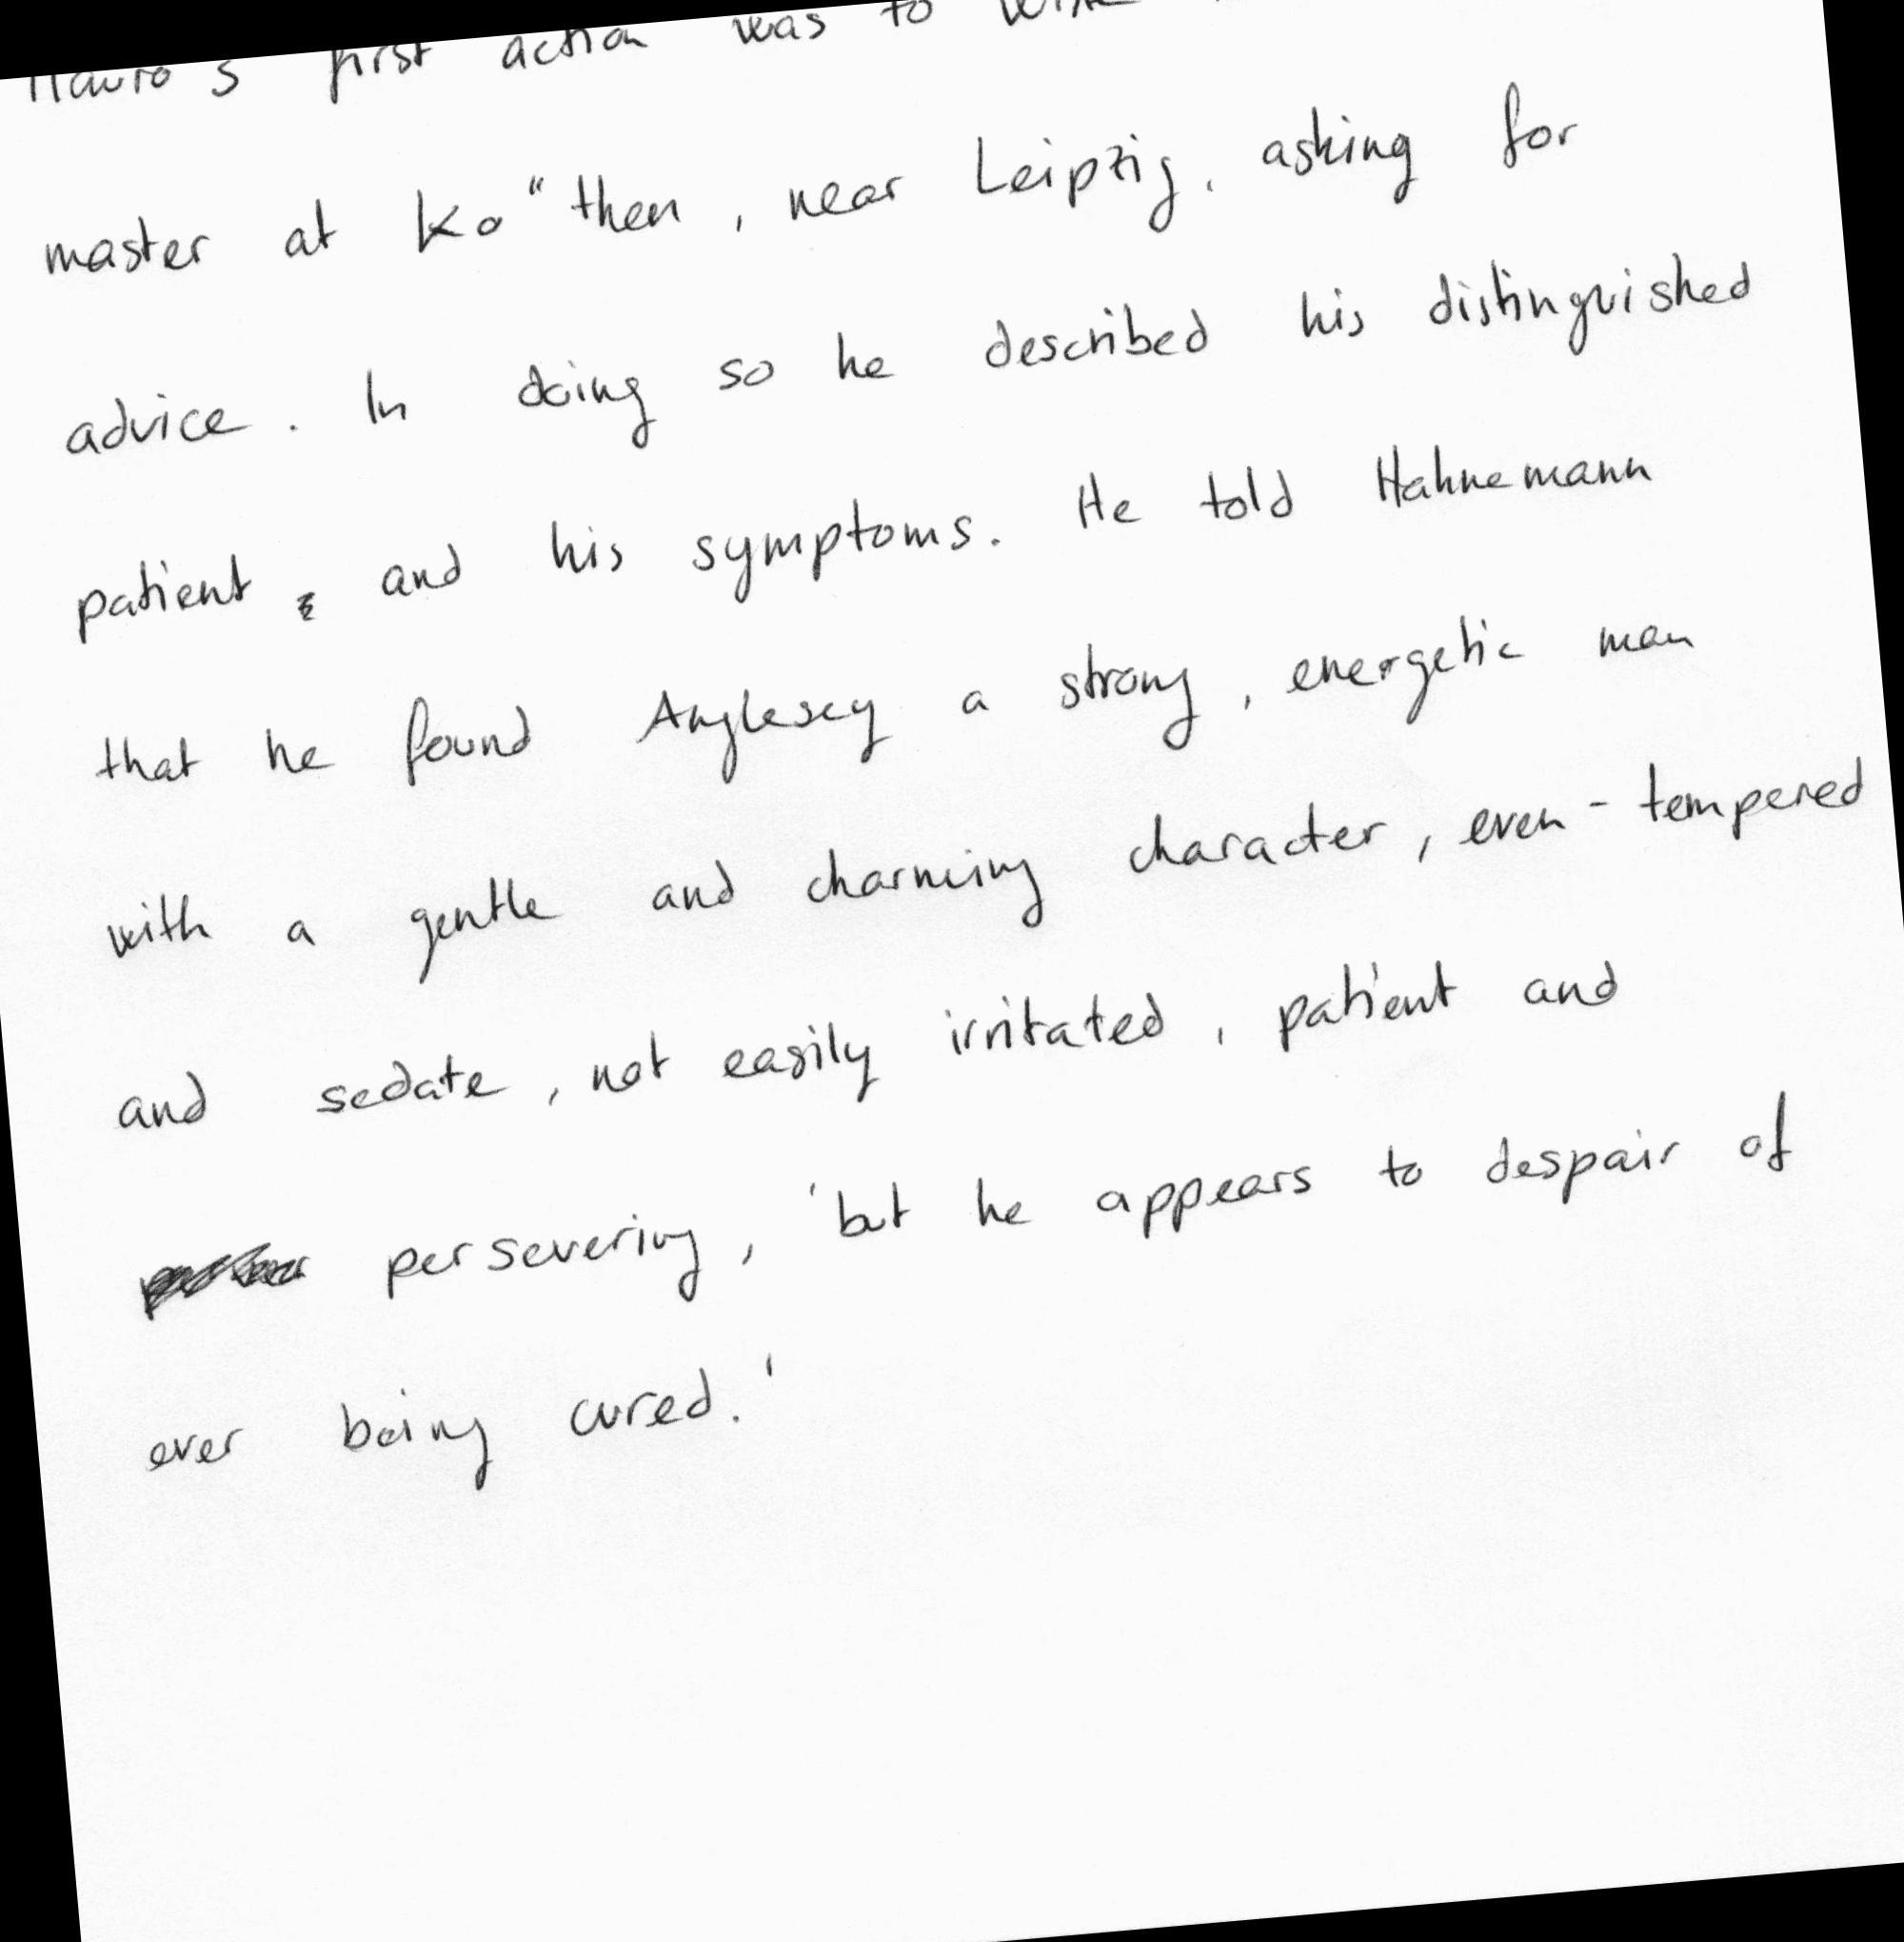 first action was to
master at Ko"then, near Leipzig, asking for
advice. In doing so he described his distinguished
patient, and his symptoms. He told Hahnemann
that he found Anglesey a strong, energetic man
with a gentle and charming character, even-tempered
and sedate, not easily irritated, patient and
persevering, 'but he appears to despair of
ever being cured.'